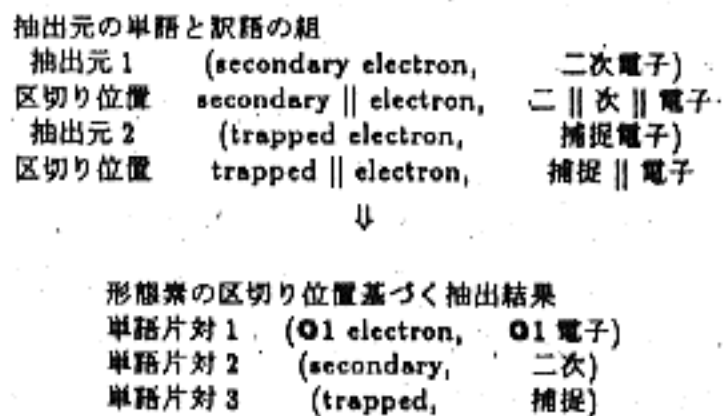 抽出元の単語と訳語の組
抽出元 1 (secondary electron, 二次電子)
区切り位置 secondary || electron, 二 || 次 || 電子
抽出元 2 (trapped electron, 捕捉電子)
区切り位置 trapped || electron, 捕捉 || 電子
⇓
形態素の区切り位置基づく抽出結果
単語片対 1 (@1 electron, @1 電子)
単語片対 2 (secondary, 二次)
単語片対 3 (trapped, 捕捉)